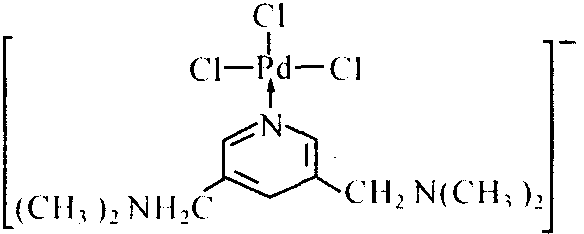 Cl
Cl Pd Cl
N
(CH₃)₂NH₂C CH₂N(CH₃)₂
−